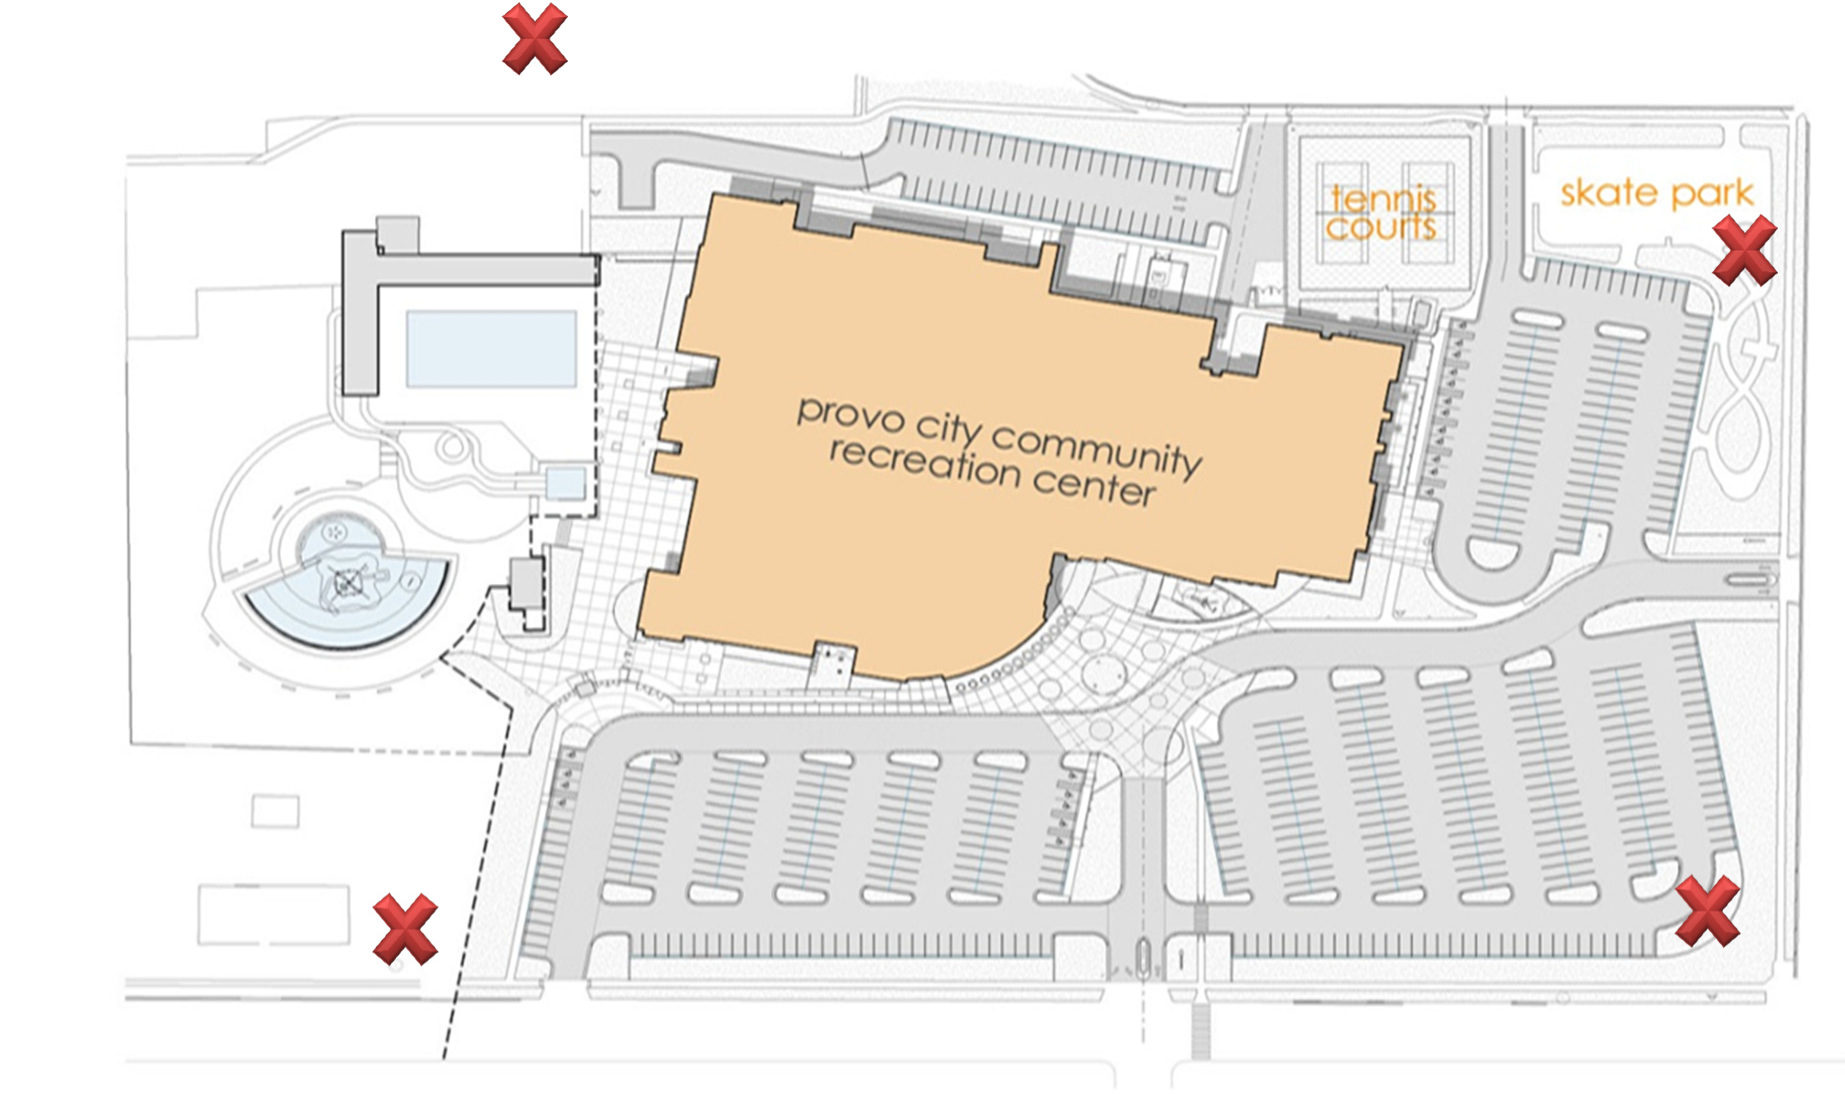 skate park
tennis
courts
provo city community
recreation center